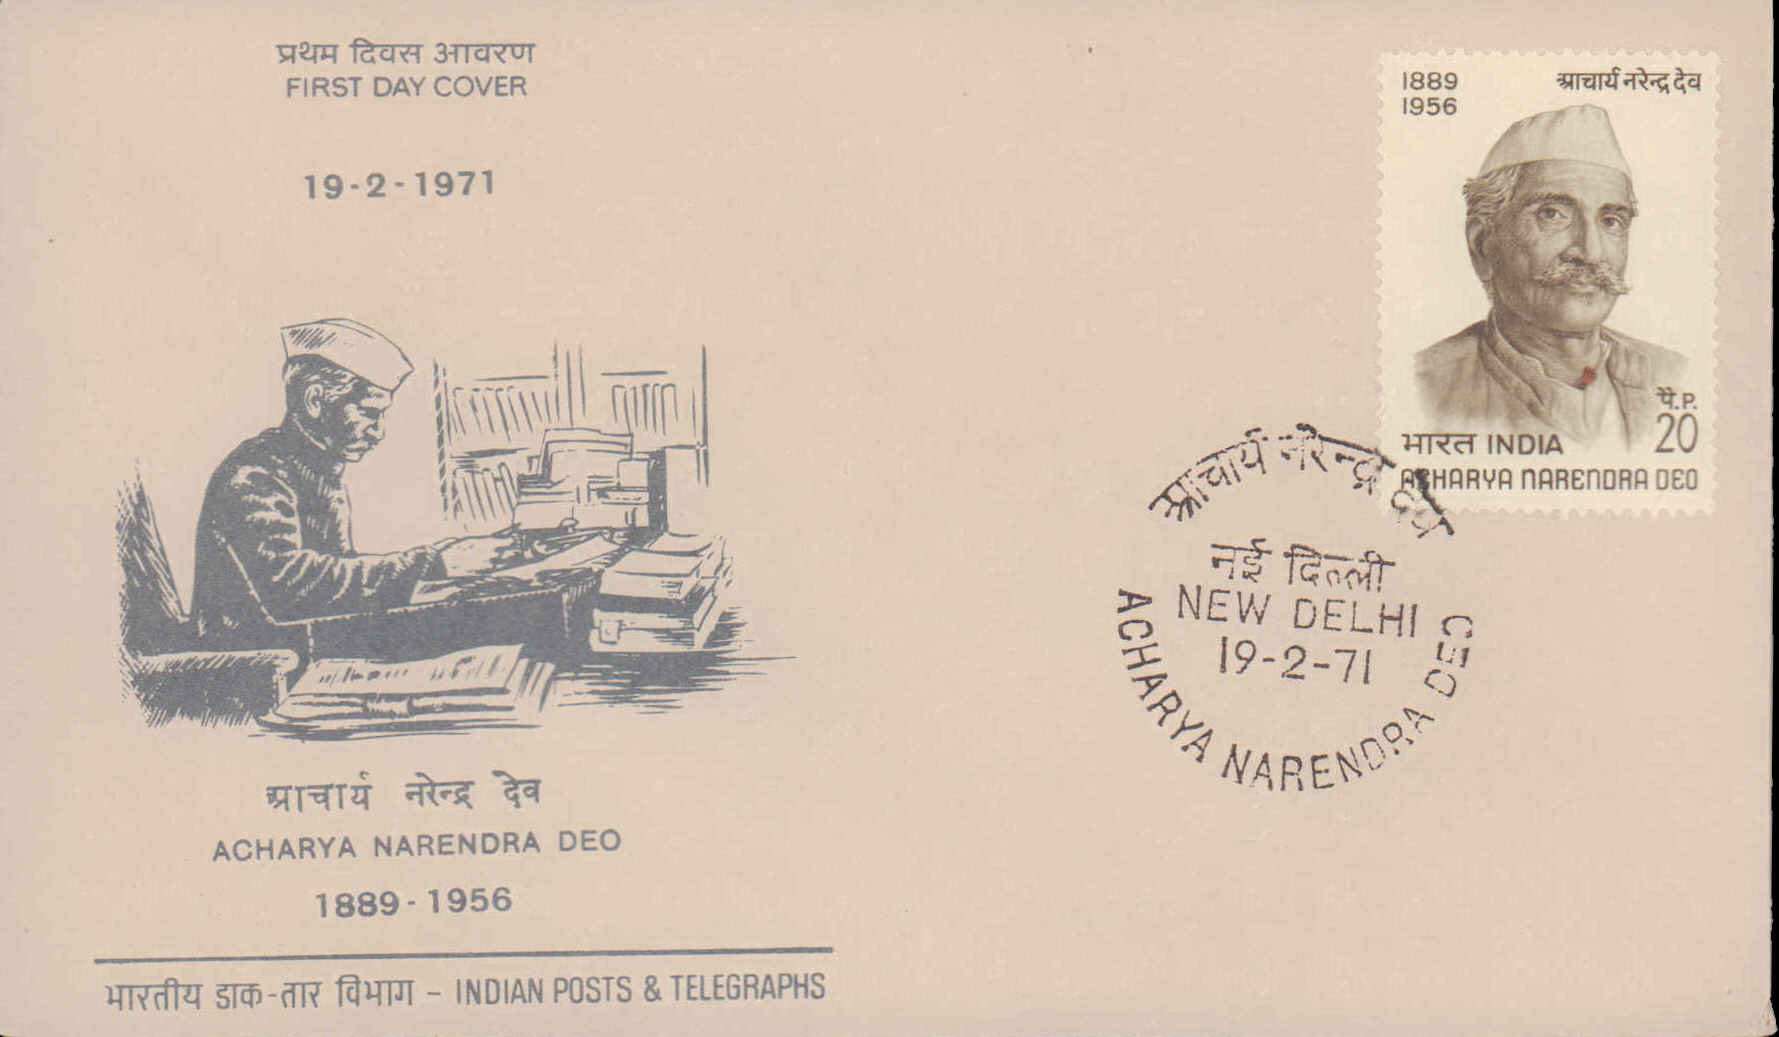 प्रथम दिवस आवरण
FIRST DAY COVER
19-2-1971
आचार्य नरेन्द्र देव
ACHARYA NARENDRA DEO
1889-1956
भारतीय डाक-तार विभाग - INDIAN POSTS & TELEGRAPHS
1889 आचार्य नरेन्द्र देव
1956
पै.P.
20
भारत INDIA
ACHARYA NARENDRA DEO
आचार्य नरेन्द्र देव
नई दिल्ली
NEW DELHI
19-2-71
ACHARYA NARENDRA DEO